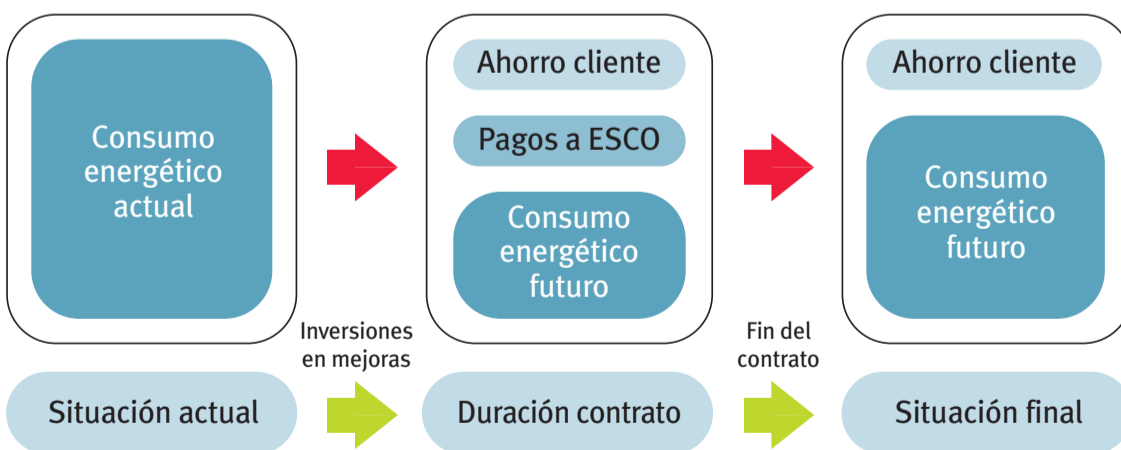 Consumo
energético
actual
Ahorro cliente
Pagos a ESCO
Consumo
energético
futuro
Ahorro cliente
Consumo
energético
futuro
Inversiones
en mejoras
Fin del
contrato
Situación actual
Duración contrato
Situación final